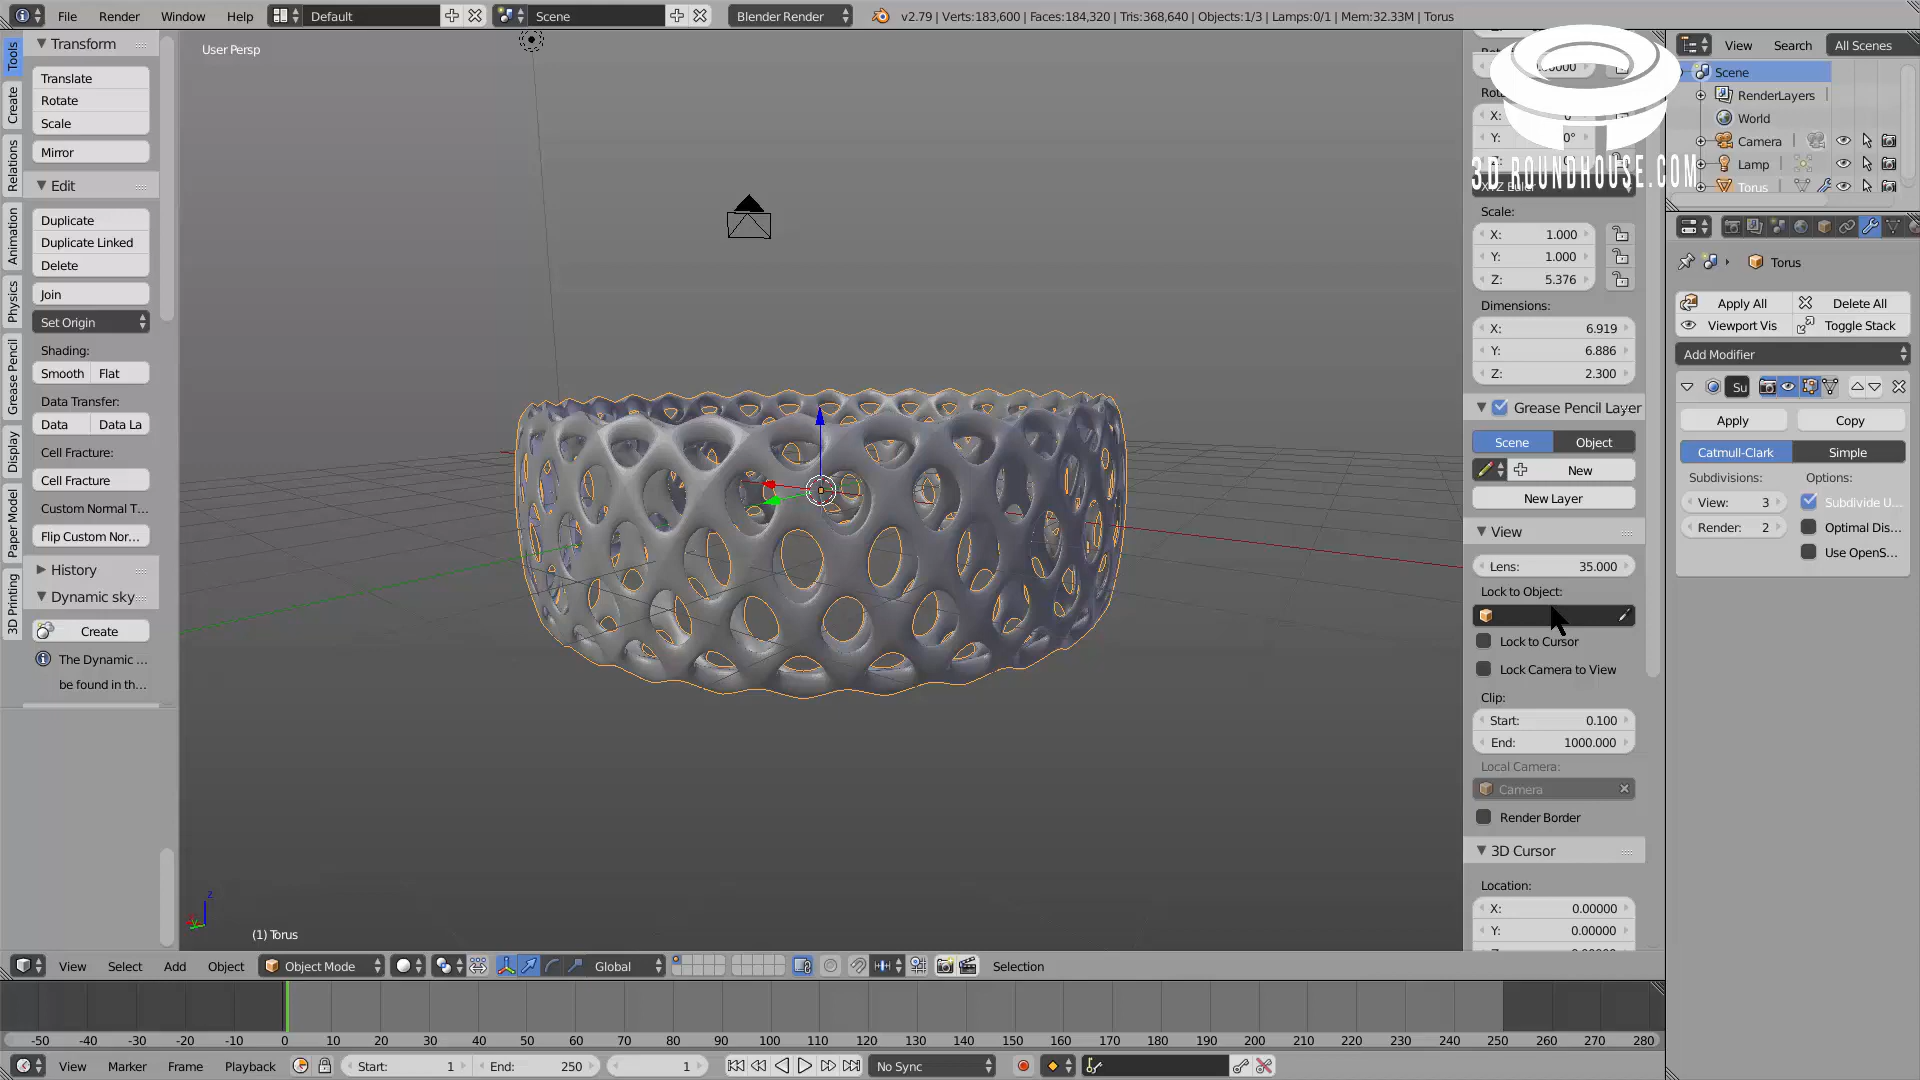 File Render Window Help Default Scene Blender Render v2.79 | Verts:183,600 | Faces:184,320 | Tris:368,640 | Objects:1/3 | Lamps:0/1 | Mem:32.33M | Torus
Tools
Create
Relations
Animation
Physics
Grease Pencil
Display
Paper Model
3D Printing
Transform
Translate
Rotate
Scale
Mirror
Edit
Duplicate
Duplicate Linked
Delete
Join
Set Origin
Shading:
Smooth Flat
Data Transfer:
Data Data La
Cell Fracture:
Cell Fracture
Custom Normal T...
Flip Custom Nor...
History
Dynamic sky
Create
The Dynamic ...
be found in th...
User Persp
(1) Torus
3D ROUNDHOUSE.COM
X:
Y: 0°
Scale:
X: 1.000
Y: 1.000
Z: 5.376
Dimensions:
X: 6.919
Y: 6.886
Z: 2.300
Grease Pencil Layer
Scene Object
New
New Layer
View
Lens: 35.000
Lock to Object:
Lock to Cursor
Lock Camera to View
Clip:
Start: 0.100
End: 1000.000
Local Camera:
Camera
Render Border
3D Cursor
Location:
X: 0.00000
Y: 0.00000
View Search All Scenes
Scene
RenderLayers
World
Camera
Lamp
Torus
Torus
Apply All Delete All
Viewport Vis Toggle Stack
Add Modifier
Su
Apply Copy
Catmull-Clark Simple
Subdivisions: Options:
View: 3 Subdivide U...
Render: 2 Optimal Dis...
Use OpenS...
View Select Add Object Object Mode Global Selection
-50 -40 -30 -20 -10 0 10 20 30 40 50 60 70 80 90 100 110 120 130 140 150 160 170 180 190 200 210 220 230 240 250 260 270 280
View Marker Frame Playback Start: 1 End: 250 1 No Sync